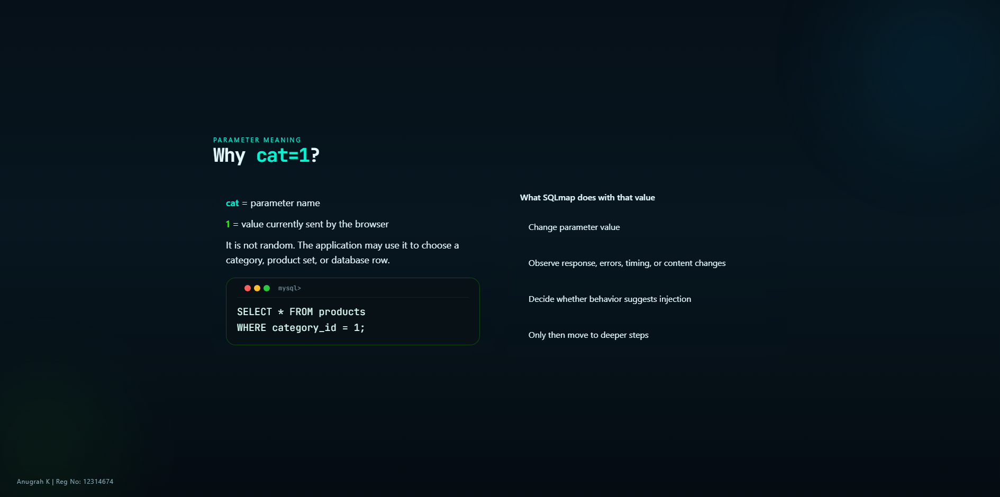 PARAMETER MEANING
Why cat=1?
cat = parameter name
1 = value currently sent by the browser
It is not random. The application may use it to choose a
category, product set, or database row.
mysql>
SELECT * FROM products
WHERE category_id = 1;
What SQLmap does with that value
Change parameter value
Observe response, errors, timing, or content changes
Decide whether behavior suggests injection
Only then move to deeper steps
Anugrah K | Reg No: 12314674